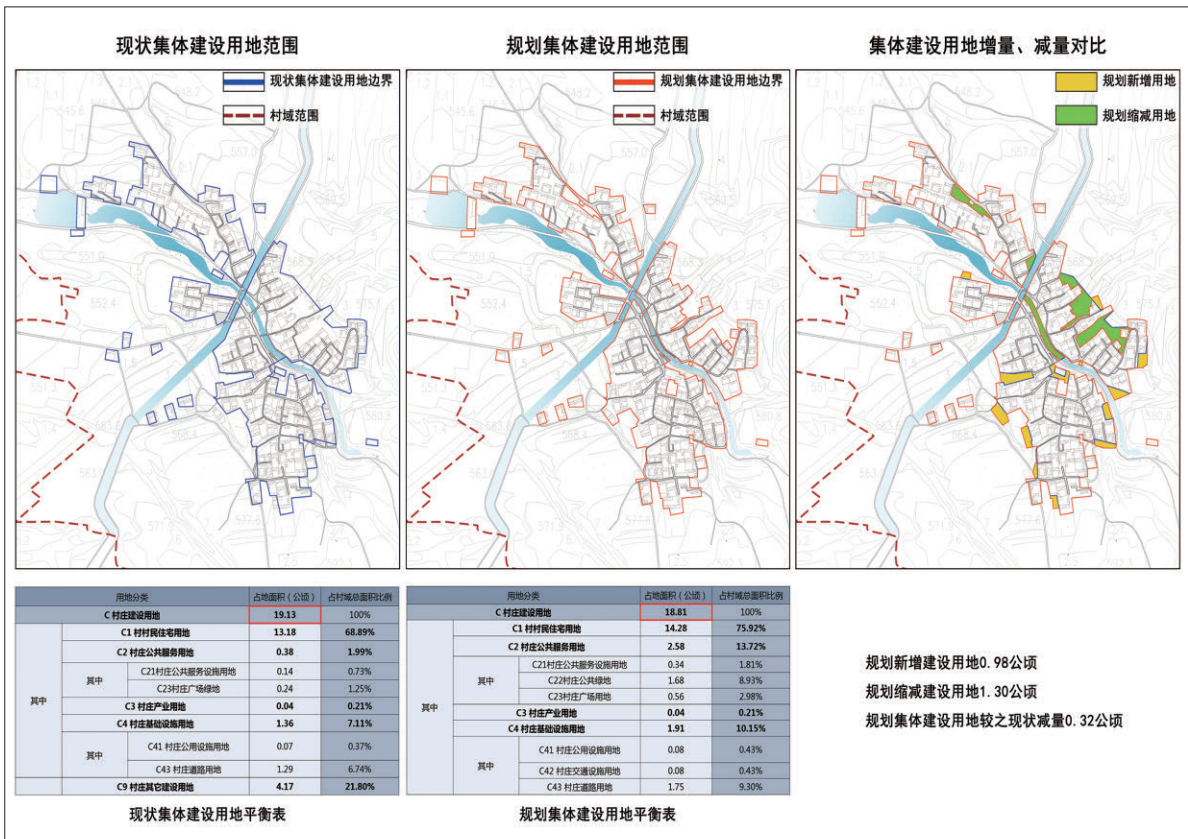 现状集体建设用地范围
规划集体建设用地范围
集体建设用地增量、减量对比
现状集体建设用地边界
村域范围
规划集体建设用地边界
村域范围
规划新增用地
规划缩减用地
用地分类 占地面积（公顷） 占村域总面积比例
C 村庄建设用地 19.13 100%
其中
C1 村村民住宅用地 13.18 68.89%
C2 村庄公共服务用地 0.38 1.99%
其中
C21村庄公共服务设施用地 0.14 0.73%
C23村庄广场绿地 0.24 1.25%
C3 村庄产业用地 0.04 0.21%
C4 村庄基础设施用地 1.36 7.11%
其中
C41 村庄公用设施用地 0.07 0.37%
C43 村庄道路用地 1.29 6.74%
C9 村庄其它建设用地 4.17 21.80%
现状集体建设用地平衡表
用地分类 占地面积（公顷） 占村域总面积比例
C 村庄建设用地 18.81 100%
其中
C1 村村民住宅用地 14.28 75.92%
C2 村庄公共服务用地 2.58 13.72%
其中
C21村庄公共服务设施用地 0.34 1.81%
C22村庄公共绿地 1.68 8.93%
C23村庄广场用地 0.56 2.98%
C3 村庄产业用地 0.04 0.21%
C4 村庄基础设施用地 1.91 10.15%
其中
C41 村庄公用设施用地 0.08 0.43%
C42 村庄交通设施用地 0.08 0.43%
C43 村庄道路用地 1.75 9.30%
规划集体建设用地平衡表
规划新增建设用地0.98公顷
规划缩减建设用地1.30公顷
规划集体建设用地较之现状减量0.32公顷